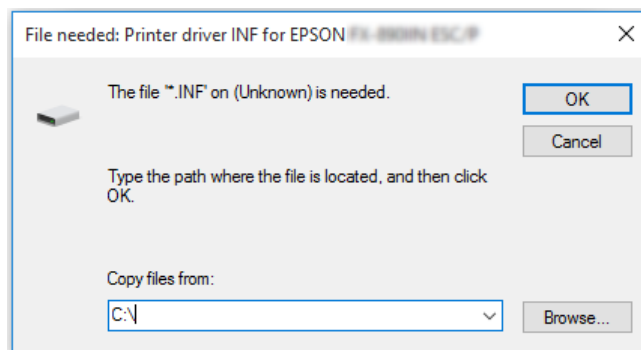 File needed: Printer driver INF for EPSON
The file '*.INF' on (Unknown) is needed.
OK
Cancel
Type the path where the file is located, and then click
OK.
Copy files from:
C:\
Browse...